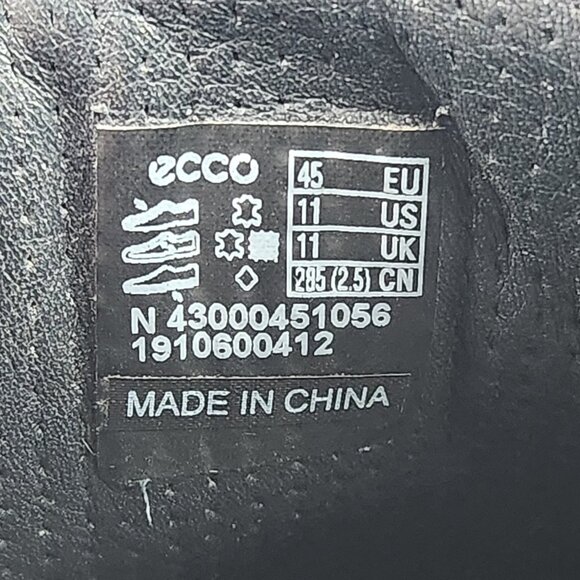 ecco
45 EU
11 US
11 UK
285 (2.5) CN
N 43000451056
1910600412
MADE IN CHINA